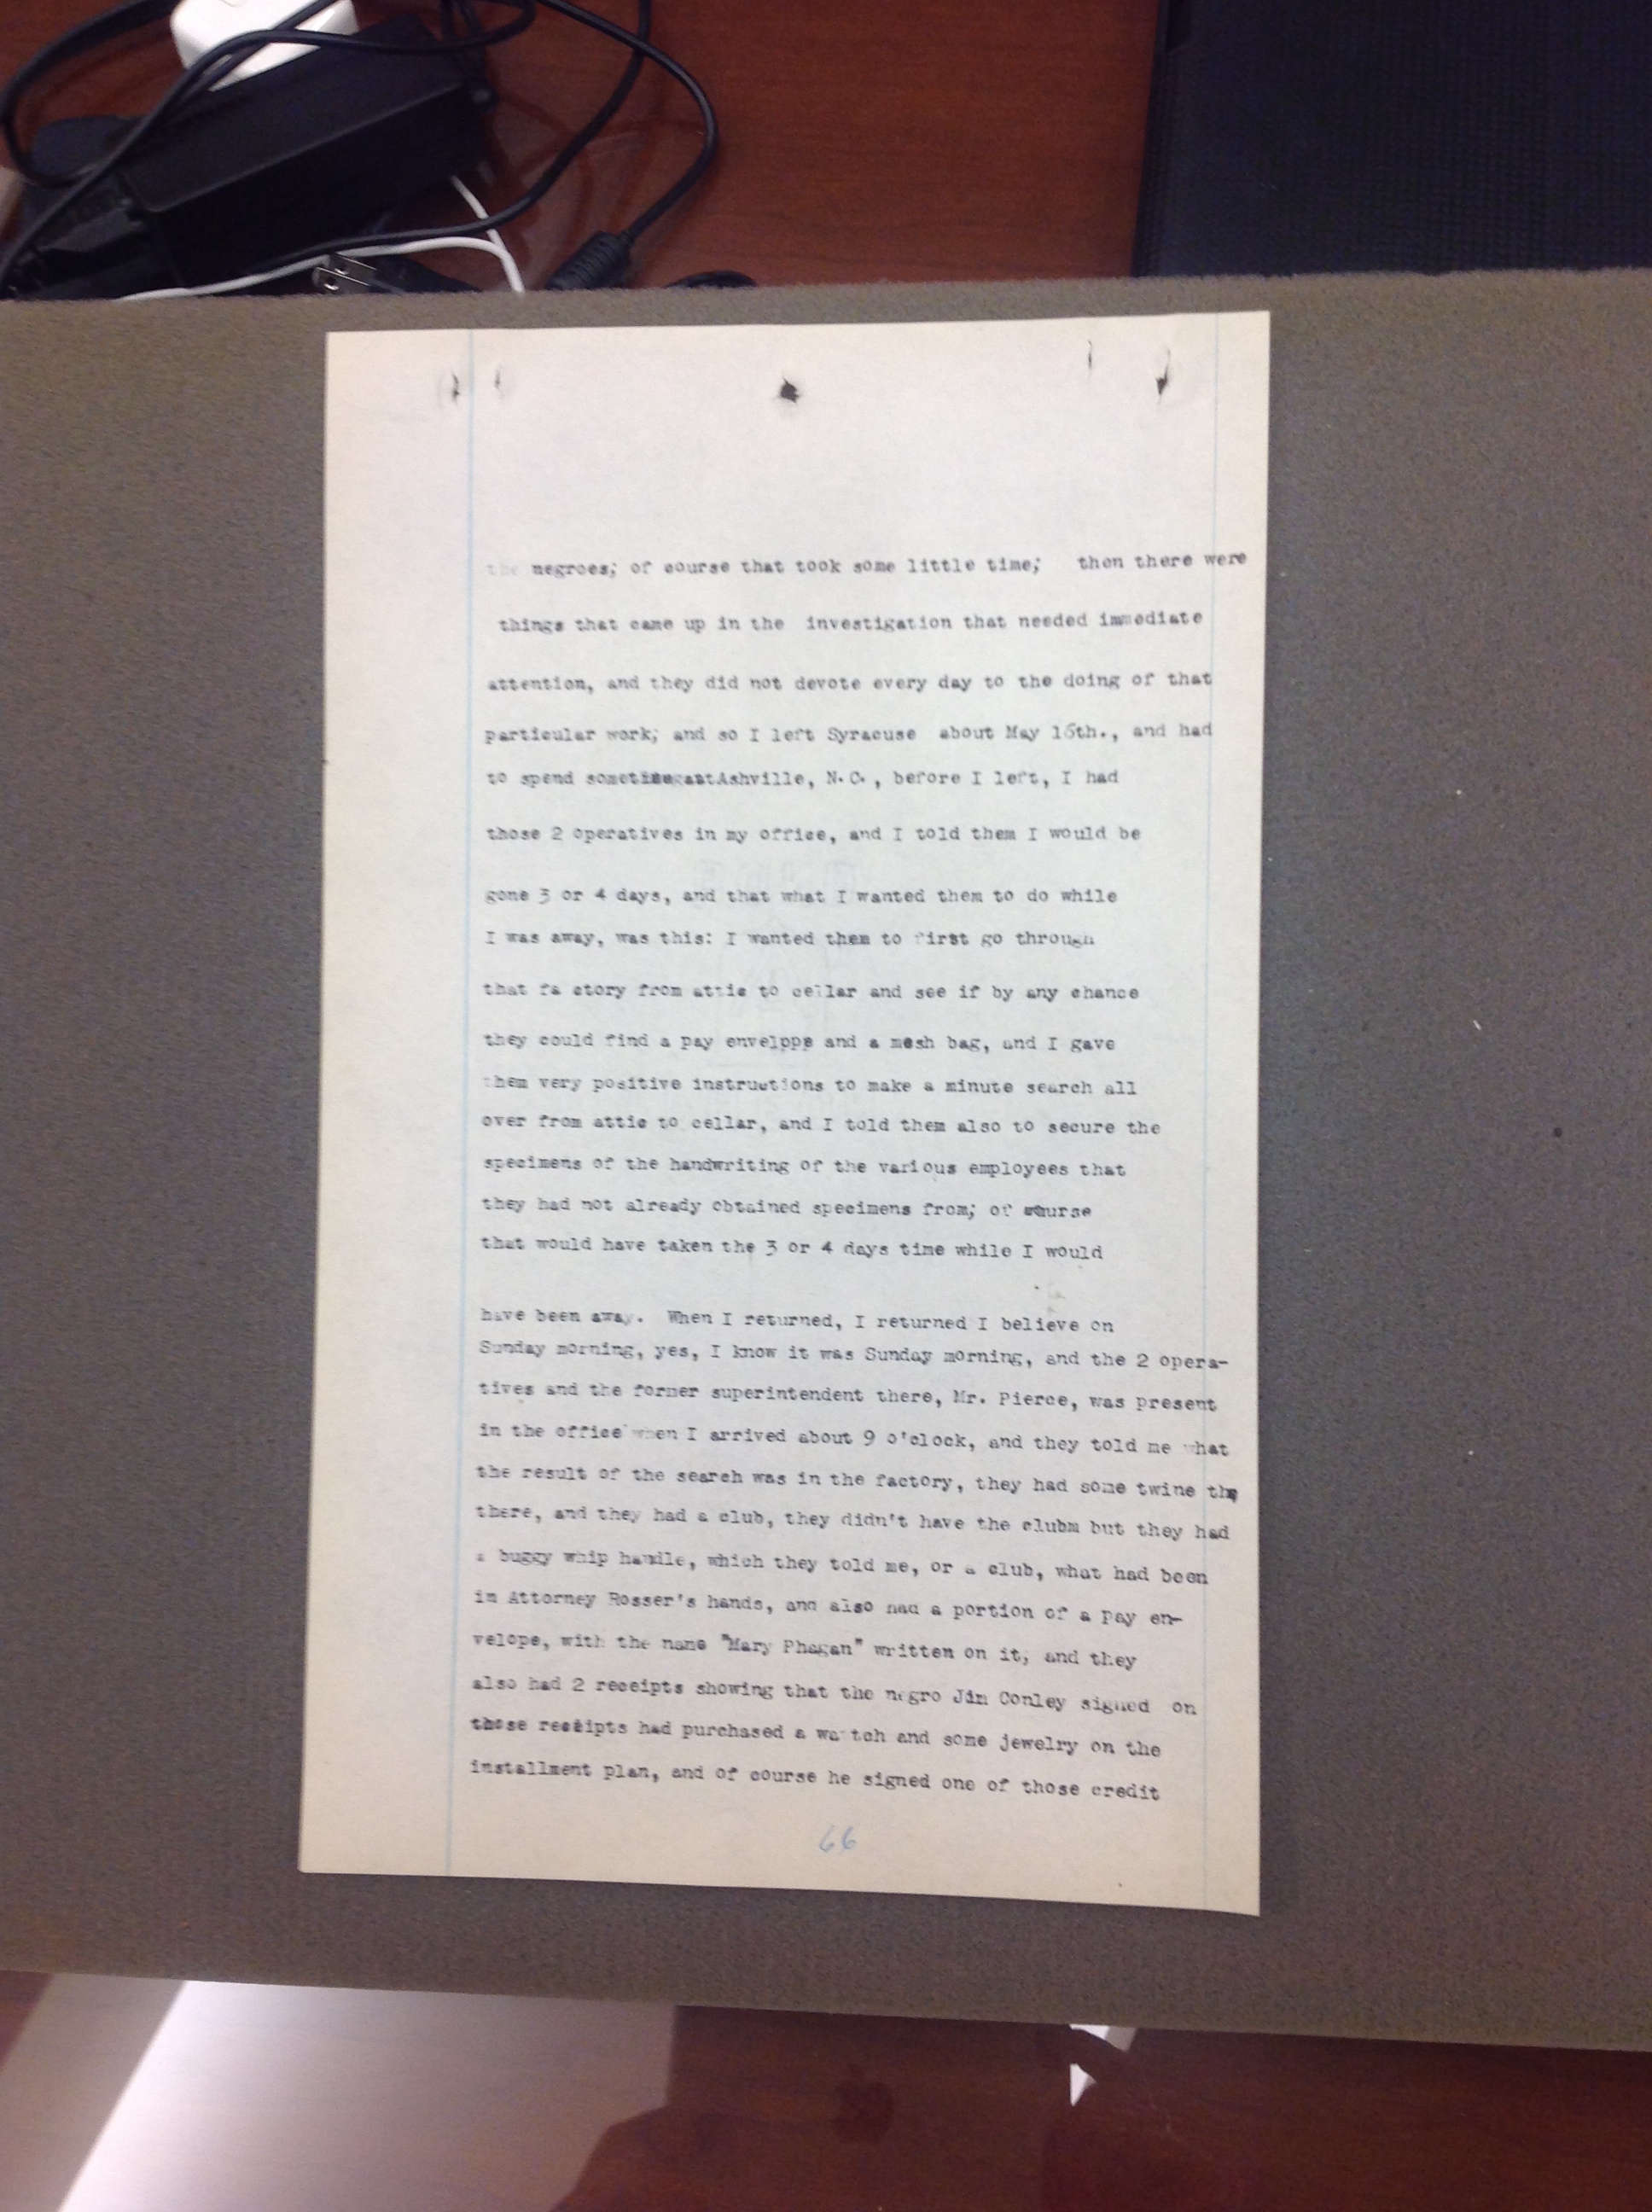 the negroes; of course that took some little time; then there were
things that came up in the investigation that needed immediate
attention, and they did not devote every day to the doing of that
particular work; and so I left Syracuse about May 16th., and had
to spend sometime at Ashville, N.C., before I left, I had
those 2 operatives in my office, and I told them I would be
gone 3 or 4 days, and that what I wanted them to do while
I was away, was this: I wanted them to first go through
that fa ctory from attic to cellar and see if by any chance
they could find a pay envelppe and a mesh bag, and I gave
them very positive instructions to make a minute search all
over from attic to cellar, and I told them also to secure the
specimens of the handwriting of the various employees that
they had not already obtained specimens from; of course
that would have taken the 3 or 4 days time while I would
have been away. When I returned, I returned I believe on
Sunday morning, yes, I know it was Sunday morning, and the 2 opera-
tives and the former superintendent there, Mr. Pierce, was present
in the office when I arrived about 9 o'clock, and they told me what
the result of the search was in the factory, they had some twine th
there, and they had a club, they didn't have the clubm but they had
a buggy whip handle, which they told me, or a club, what had been
in Attorney Rosser's hands, and also had a portion of a pay en-
velope, with the name "Mary Phagan" written on it, and they
also had 2 receipts showing that the negro Jim Conley signed on
those receipts had purchased a wa tch and some jewelry on the
installment plan, and of course he signed one of those credit
66